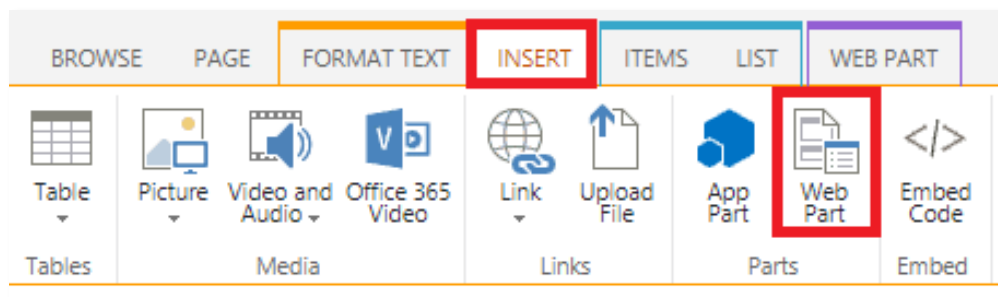 BROWSE PAGE FORMAT TEXT INSERT ITEMS LIST WEB PART
Table Picture Video and Office 365 Link Upload App Web Embed
Audio Video File Part Part Code
Tables Media Links Parts Embed